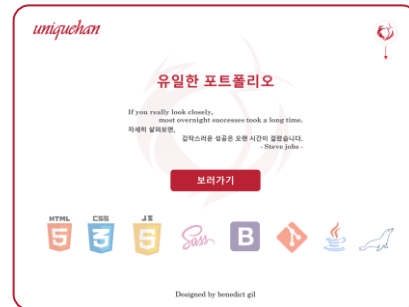 uniquehan
유일한 포트폴리오
If you really look closely,
most overnight successes took a long time.
자세히 살펴보면,
갑작스러운 성공은 오랜 시간이 걸렸습니다.
- Steve jobs -
보러가기
HTML CSS JS
5 3 5 Sass B
Designed by benedict gil